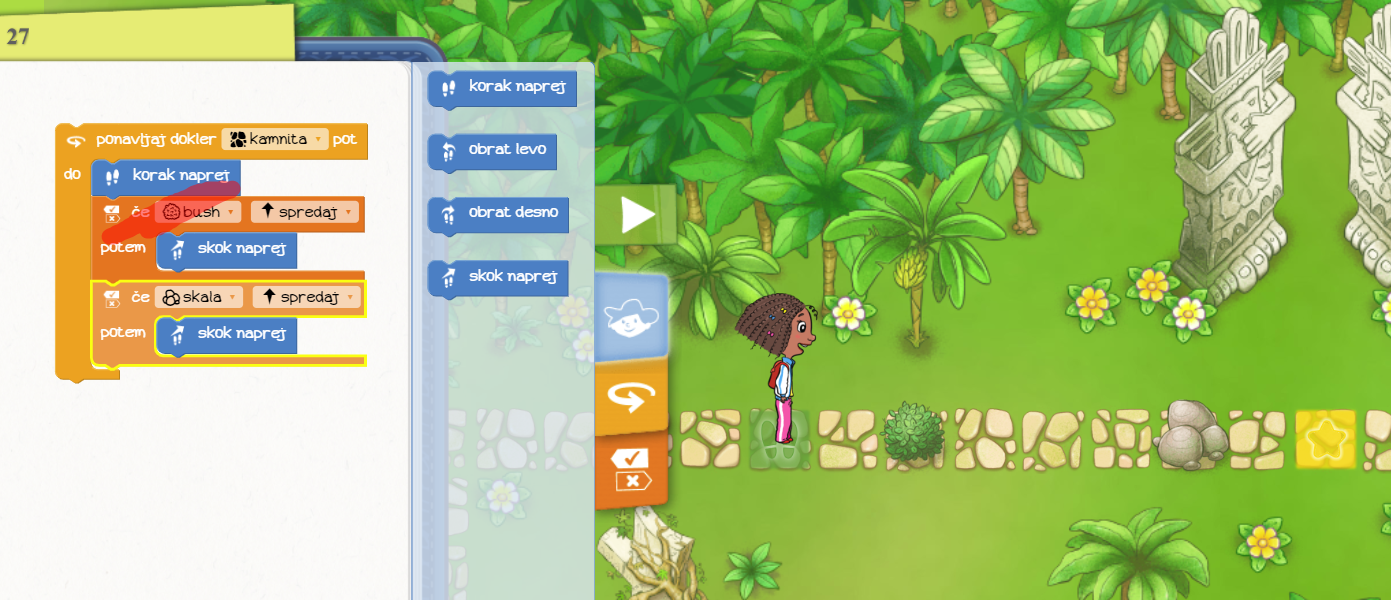 27
ponavljaj dokler kamnita pot
do korak naprej
če bush spredaj
potem skok naprej
če skala spredaj
potem skok naprej
korak naprej
obrat levo
obrat desno
skok naprej